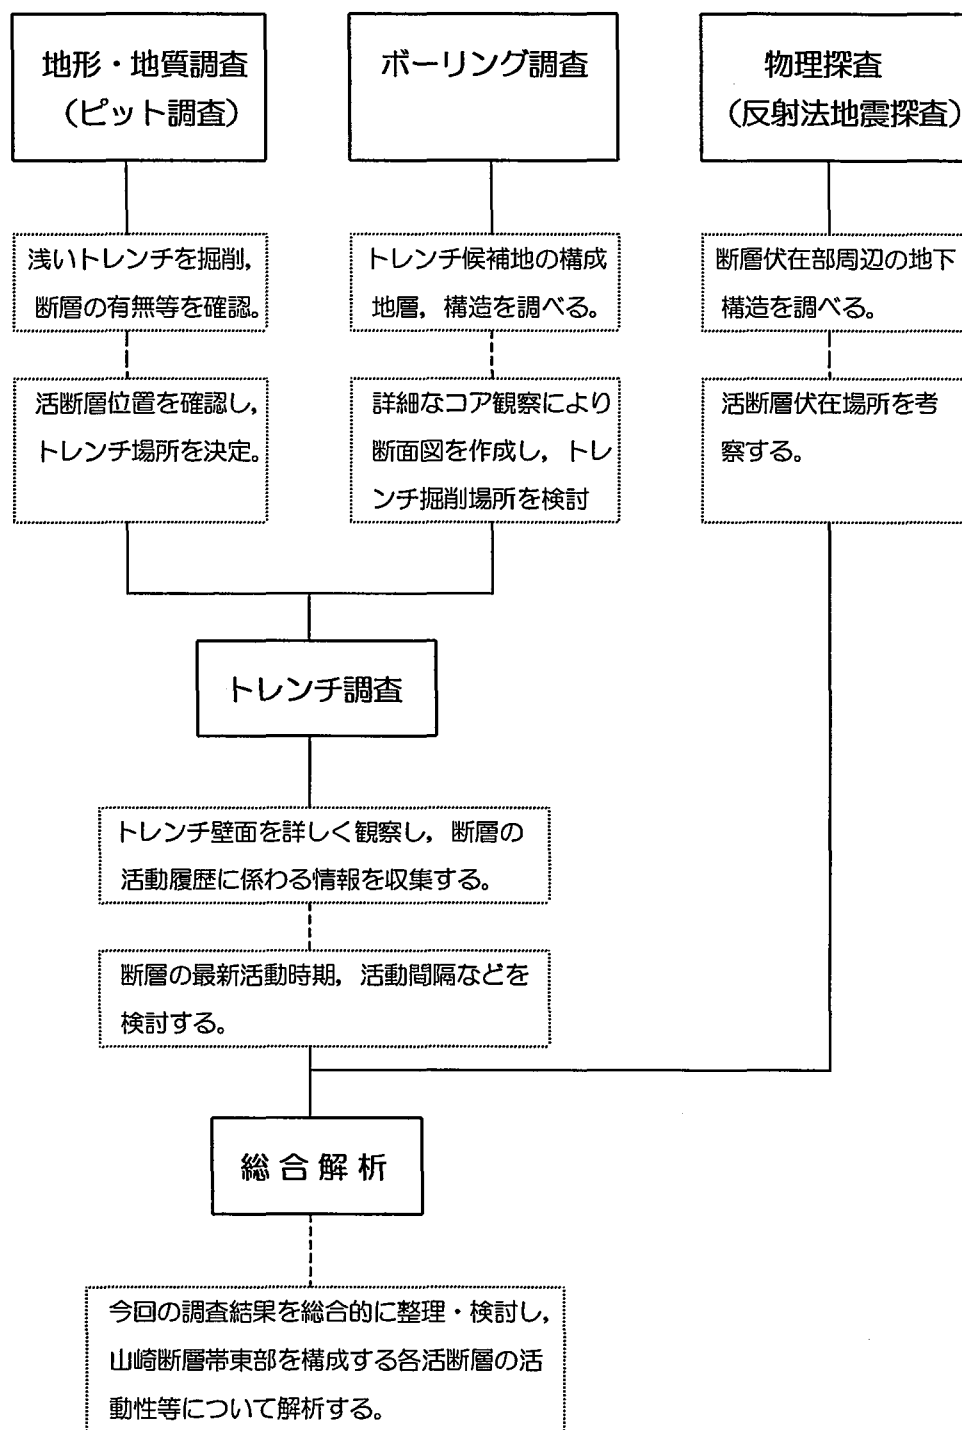 地形・地質調査
（ピット調査）
ボーリング調査
物理探査
（反射法地震探査）
浅いトレンチを掘削，
断層の有無等を確認。
トレンチ候補地の構成
地層，構造を調べる。
断層伏在部周辺の地下
構造を調べる。
活断層位置を確認し，
トレンチ場所を決定。
詳細なコア観察により
断面図を作成し，トレ
ンチ掘削場所を検討
活断層伏在場所を考
察する。
トレンチ調査
トレンチ壁面を詳しく観察し，断層の
活動履歴に係わる情報を収集する。
断層の最新活動時期，活動間隔などを
検討する。
総合解析
今回の調査結果を総合的に整理・検討し，
山崎断層帯東部を構成する各活断層の活
動性等について解析する。